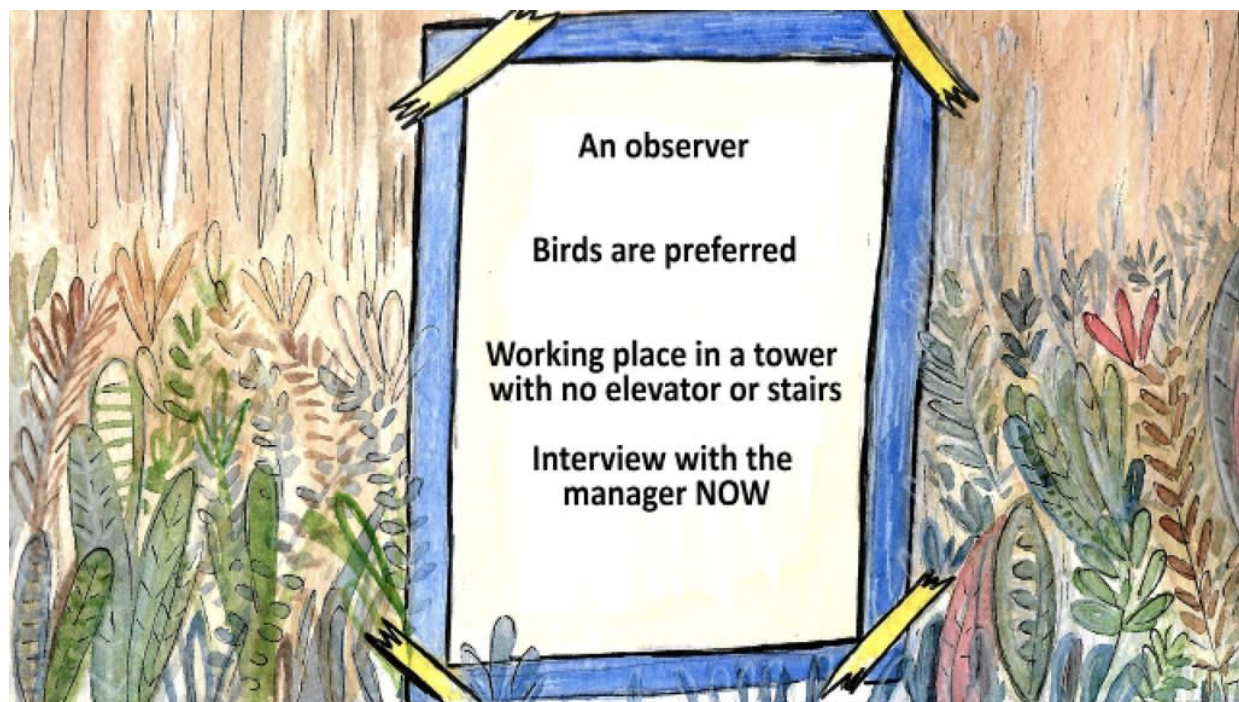 An observer
Birds are preferred
Working place in a tower
with no elevator or stairs
Interview with the
manager NOW